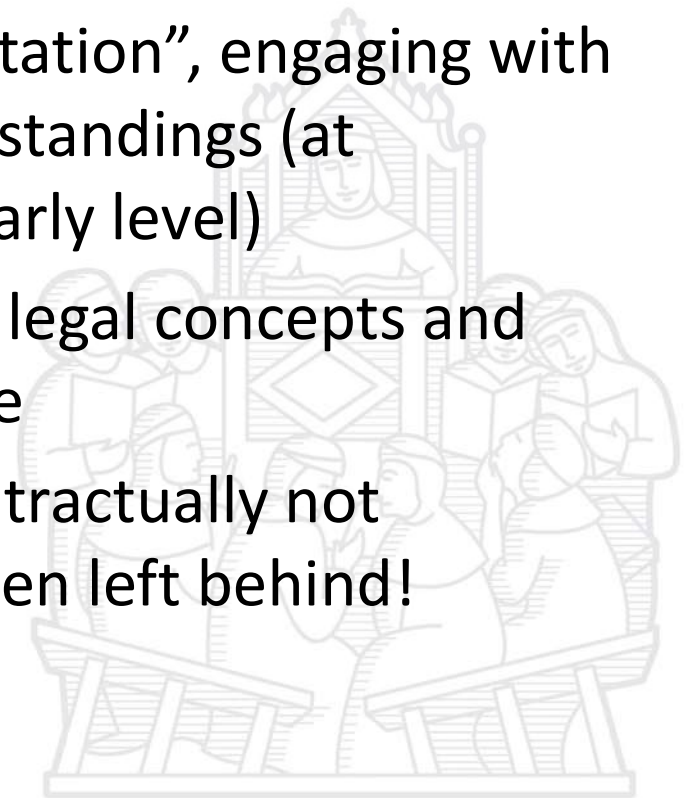 tation”, engaging with
standings (at
arly level)
legal concepts and
e
tractually not
en left behind!